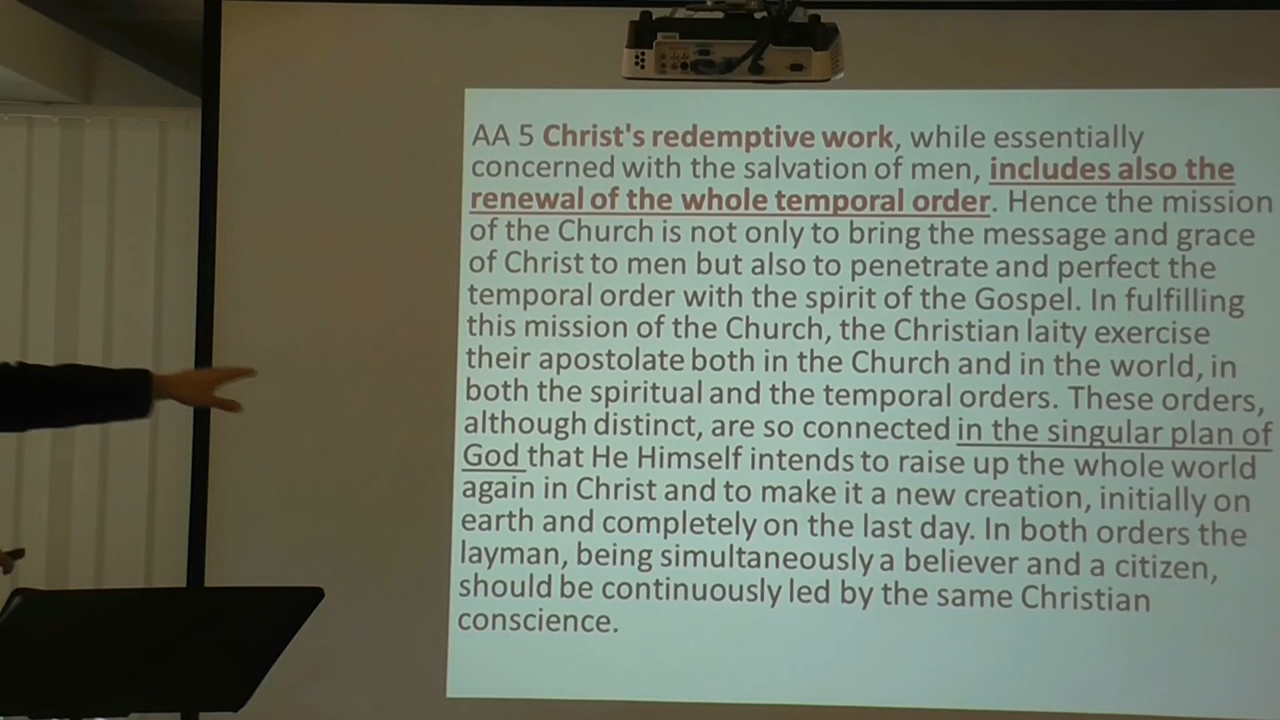 AA 5 Christ's redemptive work, while essentially
concerned with the salvation of men, includes also the
renewal of the whole temporal order. Hence the mission
of the Church is not only to bring the message and grace
of Christ to men but also to penetrate and perfect the
temporal order with the spirit of the Gospel. In fulfilling
this mission of the Church, the Christian laity exercise
their apostolate both in the Church and in the world, in
both the spiritual and the temporal orders. These orders,
although distinct, are so connected in the singular plan of
God that He Himself intends to raise up the whole world
again in Christ and to make it a new creation, initially on
earth and completely on the last day. In both orders the
layman, being simultaneously a believer and a citizen,
should be continuously led by the same Christian
conscience.